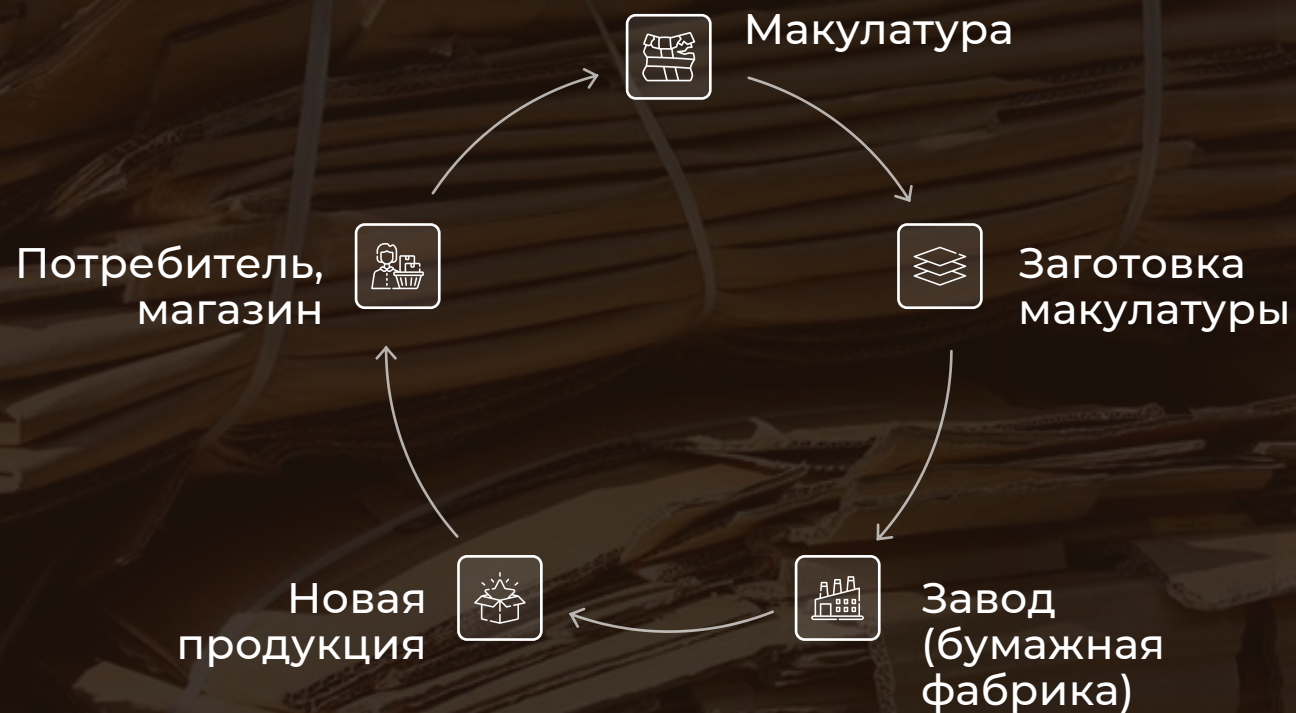 Макулатура
Заготовка
макулатуры
Завод
(бумажная
фабрика)
Новая
продукция
Потребитель,
магазин